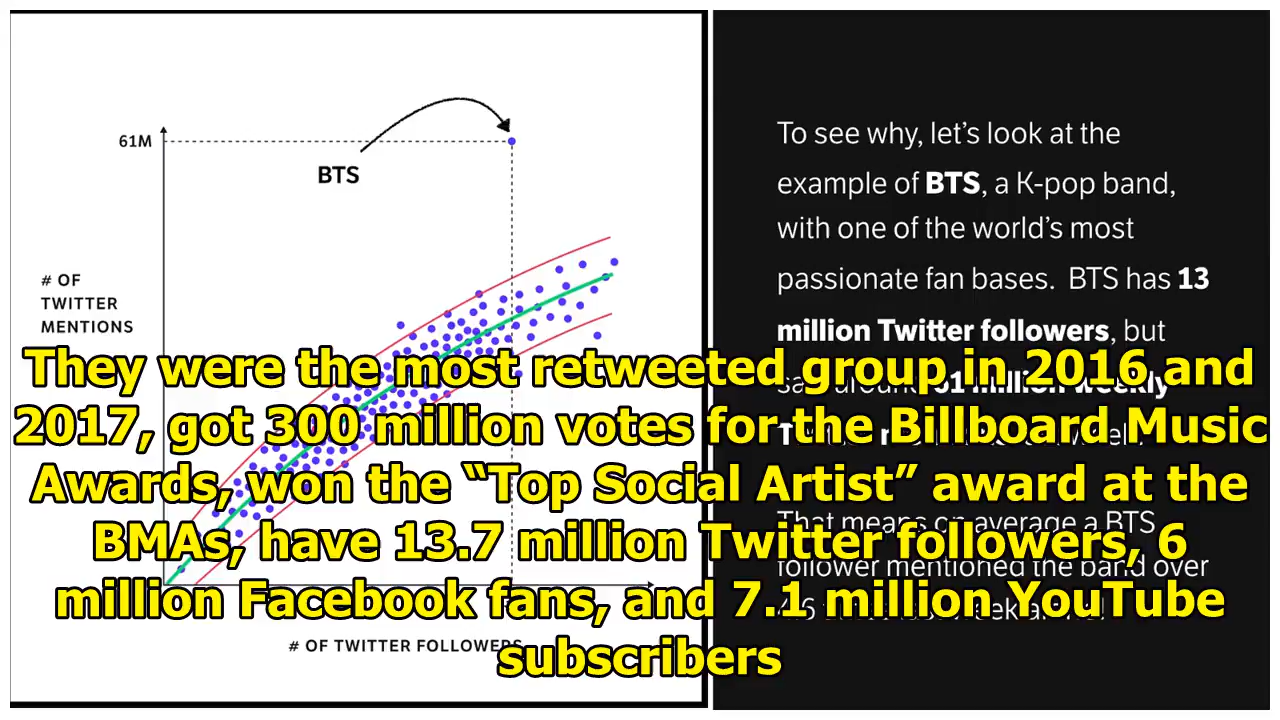 61M
BTS
# OF
TWITTER
MENTIONS
# OF TWITTER FOLLOWERS
To see why, let's look at the
example of BTS, a K-pop band,
with one of the world's most
passionate fan bases.  BTS has 13
million Twitter followers, but
million weekly
That means on average a BTS
follower mentioned the band over
They were the most retweeted group in 2016 and
2017, got 300 million votes for the Billboard Music
Awards, won the “Top Social Artist” award at the
BMAs, have 13.7 million Twitter followers, 6
million Facebook fans, and 7.1 million YouTube
subscribers